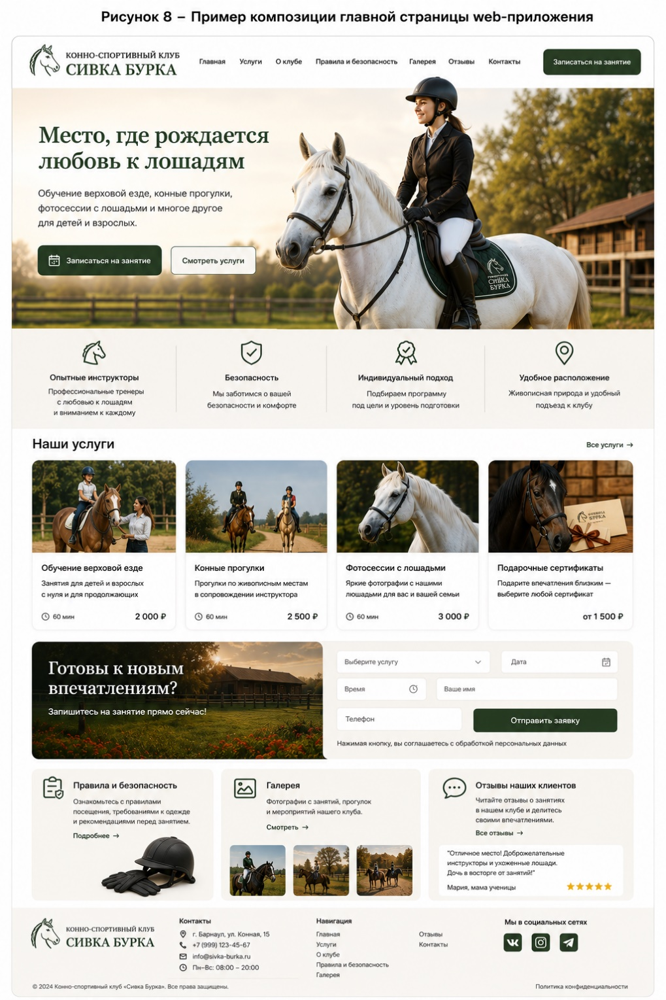 Рисунок 8 – Пример композиции главной страницы web-приложения
КОННО-СПОРТИВНЫЙ КЛУБ
СИВКА БУРКА
Главная
Услуги
О клубе
Правила и безопасность
Галерея
Отзывы
Контакты
Записаться на занятие
Место, где рождается
любовь к лошадям
Обучение верховой езде, конные прогулки,
фотосессии с лошадьми и многое другое
для детей и взрослых.
Записаться на занятие
Смотреть услуги
БУРКА
Опытные инструкторы
Профессиональные тренеры
с любовью к лошадям
и вниманием к каждому
Безопасность
Мы заботимся о вашей
безопасности и комфорте
Индивидуальный подход
Подбираем программу
под цели и уровень подготовки
Удобное расположение
Живописная природа и удобный
подъезд к клубу
Наши услуги
Все услуги →
Обучение верховой езде
Занятия для детей и взрослых
с нуля и для продолжающих
60 мин
2 000 ₽
Конные прогулки
Прогулки по живописным местам
в сопровождении инструктора
60 мин
2 500 ₽
Фотосессии с лошадьми
Яркие фотографии с нашими
люшадьми для вас и вашей семьи
60 мин
3 000 ₽
Подарочные сертификаты
Подарите впечатления близким —
выберите любой сертификат
от 1 500 ₽
Готовы к новым
впечатлениям?
Запишитесь на занятие прямо сейчас!
Выберите услугу
Дата
Время
Ваше имя
Телефон
Отправить заявку
Нажимая кнопку, вы соглашаетесь с обработкой персональных данных
Правила и безопасность
Ознакомьтесь с правилами
посещения, требованиями к одежде
и рекомендациями перед занятием.
Подробнее →
Галерея
Фотографии с занятий, прогулок
и мероприятий нашего клуба.
Смотреть →
Отзывы наших клиентов
Читайте отзывы о занятиях
в нашем клубе и делитесь
своими впечатлениями.
Все отзывы →
"Отличное место! Доброжелательные
инструкторы и ухоженные лошади.
Дочь в восторге от занятий!"
Мария, мама ученицы
КОННО-СПОРТИВНЫЙ КЛУБ
СИВКА БУРКА
Контакты
г. Барнаул, ул. Конная, 15
+7 (999) 123-45-67
info@sivka-burka.ru
Пн–Вс: 08:00 – 20:00
Навигация
Главная
Услуги
О клубе
Правила и безопасность
Галерея
Отзывы
Контакты
Мы в социальных сетях
© 2024 Конно-спортивный клуб «Сивка Бурка». Все права защищены.
Политика конфиденциальности